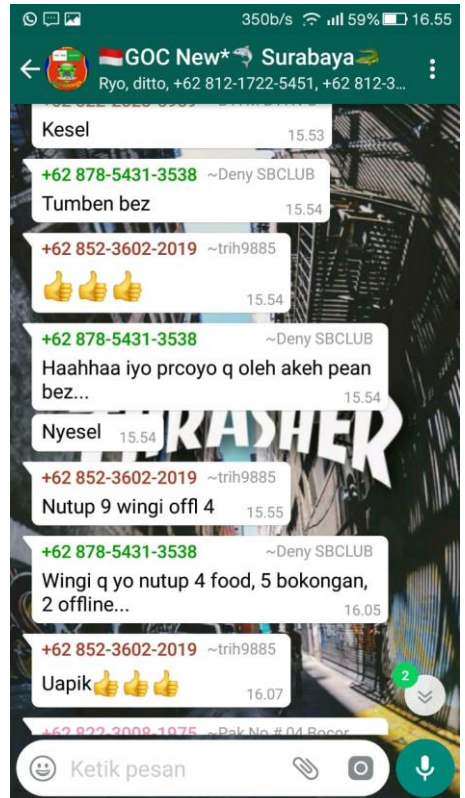 350b/s 59% 16.55
GOC New* Surabaya
Ryo, ditto, +62 812-1722-5451, +62 812-3...
Kesel 15.53
+62 878-5431-3538 ~Deny SBCLUB
Tumben bez 15.54
+62 852-3602-2019 ~trih9885
👍👍👍 15.54
+62 878-5431-3538 ~Deny SBCLUB
Haahhaa iyo prcoyo q oleh akeh pean
bez... 15.54
Nyesel 15.54
THRASHER
+62 852-3602-2019 ~trih9885
Nutup 9 wingi offl 4 15.55
+62 878-5431-3538 ~Deny SBCLUB
Wingi q yo nutup 4 food, 5 bokongan,
2 offline... 16.05
+62 852-3602-2019 ~trih9885
Uapik👍👍👍 16.07
2
+62 822-3008-1975 ~Pak No # 04 Bocor
Ketik pesan